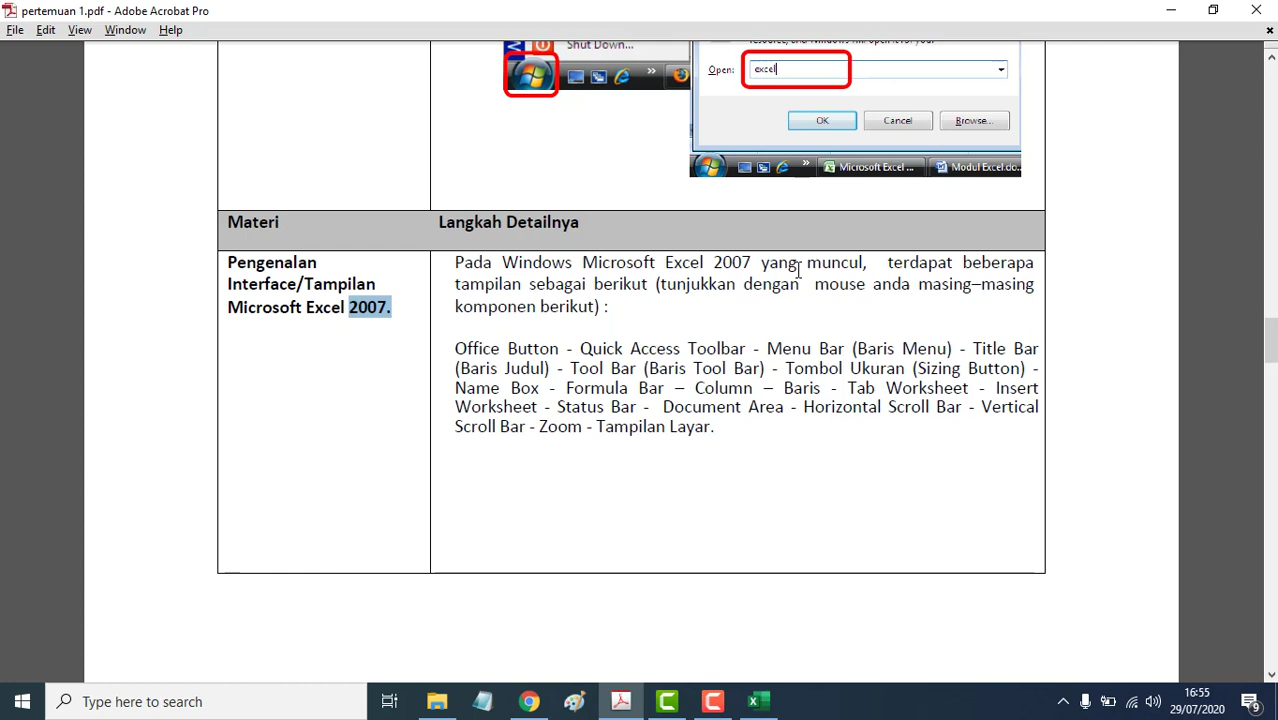 pertemuan 1.pdf - Adobe Acrobat Pro
File Edit View Window Help
Shut Down...
Open: excel
OK Cancel Browse...
» Microsoft Excel ... Modul Excel.do...
Materi Langkah Detailnya
Pengenalan
Interface/Tampilan
Microsoft Excel 2007.
Pada Windows Microsoft Excel 2007 yang muncul, terdapat beberapa
tampilan sebagai berikut (tunjukkan dengan mouse anda masing–masing
komponen berikut) :
Office Button - Quick Access Toolbar - Menu Bar (Baris Menu) - Title Bar
(Baris Judul) - Tool Bar (Baris Tool Bar) - Tombol Ukuran (Sizing Button) -
Name Box - Formula Bar – Column – Baris - Tab Worksheet - Insert
Worksheet - Status Bar - Document Area - Horizontal Scroll Bar - Vertical
Scroll Bar - Zoom - Tampilan Layar.
Type here to search
16:55
29/07/2020
9